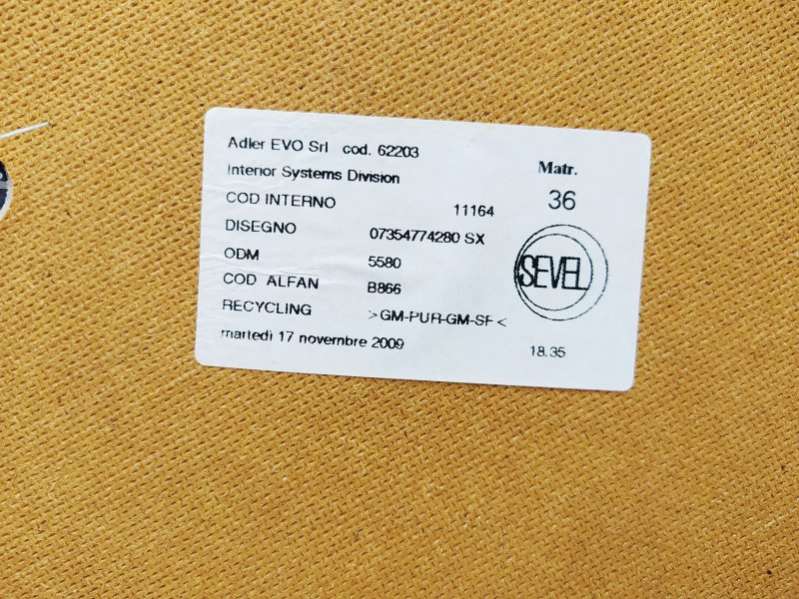 Adler EVO Srl cod. 62203
Interior Systems Division
Matr.
36
COD INTERNO 11164
DISEGNO 07354774280 SX
ODM 5580
COD ALFAN B866
SEVEL
RECYCLING >GM-PUR-GM-SF<
martedì 17 novembre 2009
18.35